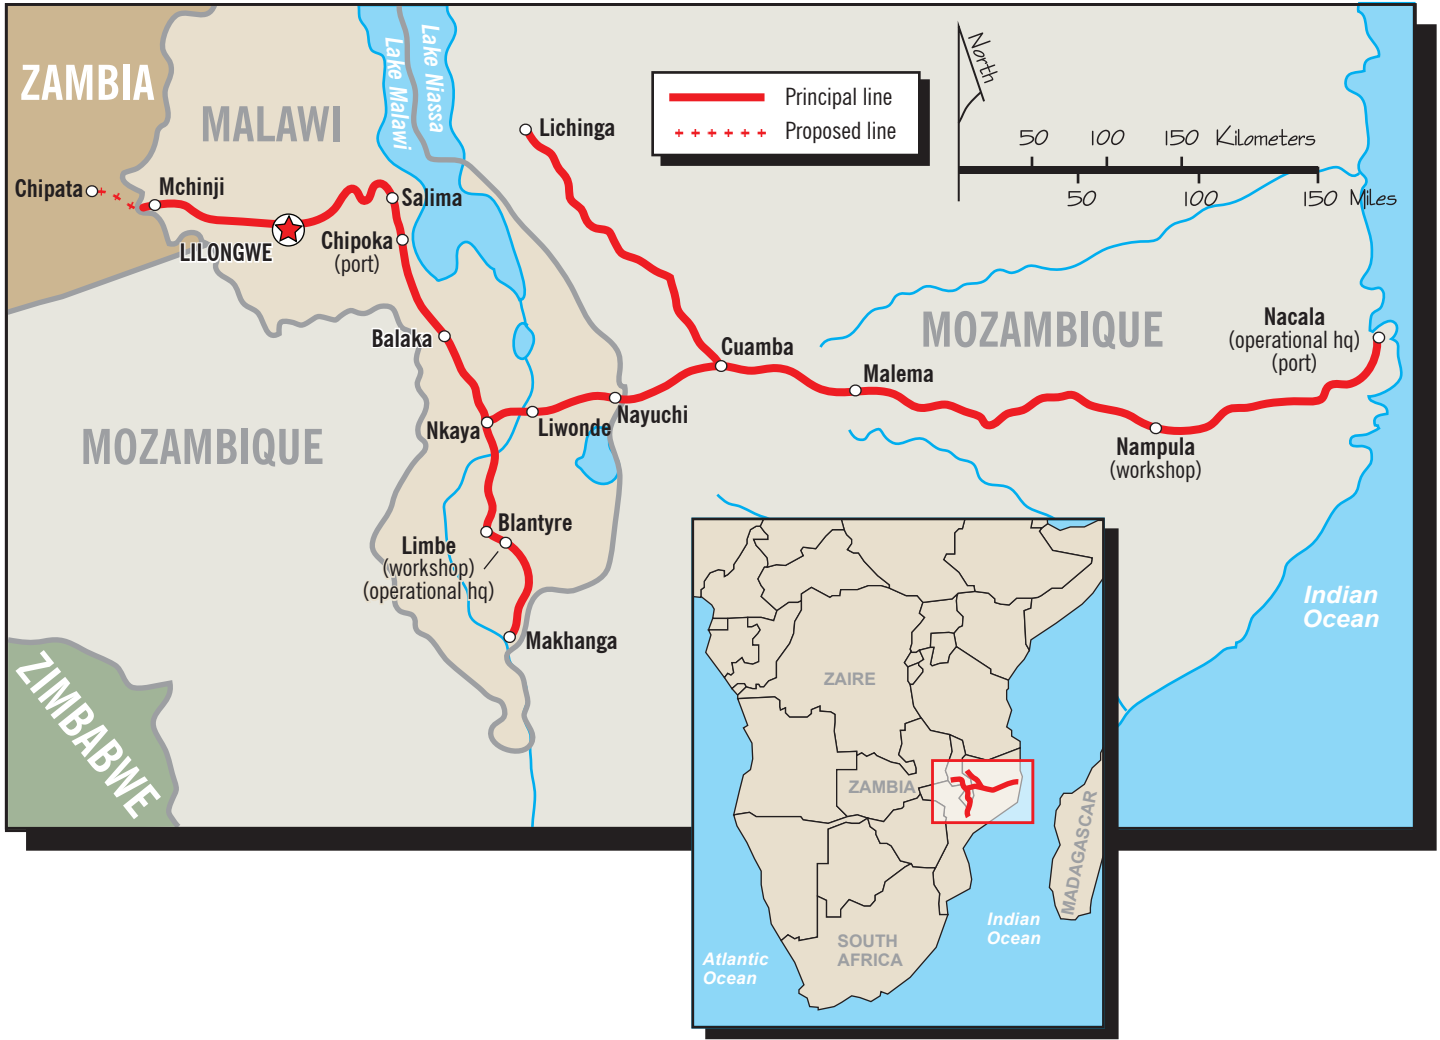 ZAMBIA
MALAWI
Lake Malawi
Lake Niassa
Principal line
Proposed line
North
50 100 150 Kilometers
50 100 150 Miles
Lichinga
Chipata
Mchinji
Salima
LILONGWE
Chipoka
(port)
Balaka
Cuamba
MOZAMBIQUE
Nacala
(operational hq)
(port)
Malema
Nkaya
Liwonde
Nayuchi
MOZAMBIQUE
Nampula
(workshop)
Blantyre
Limbe
(workshop)
(operational hq)
Makhanga
Indian
Ocean
ZIMBABWE
ZAIRE
ZAMBIA
MADAGASCAR
SOUTH
AFRICA
Indian
Ocean
Atlantic
Ocean